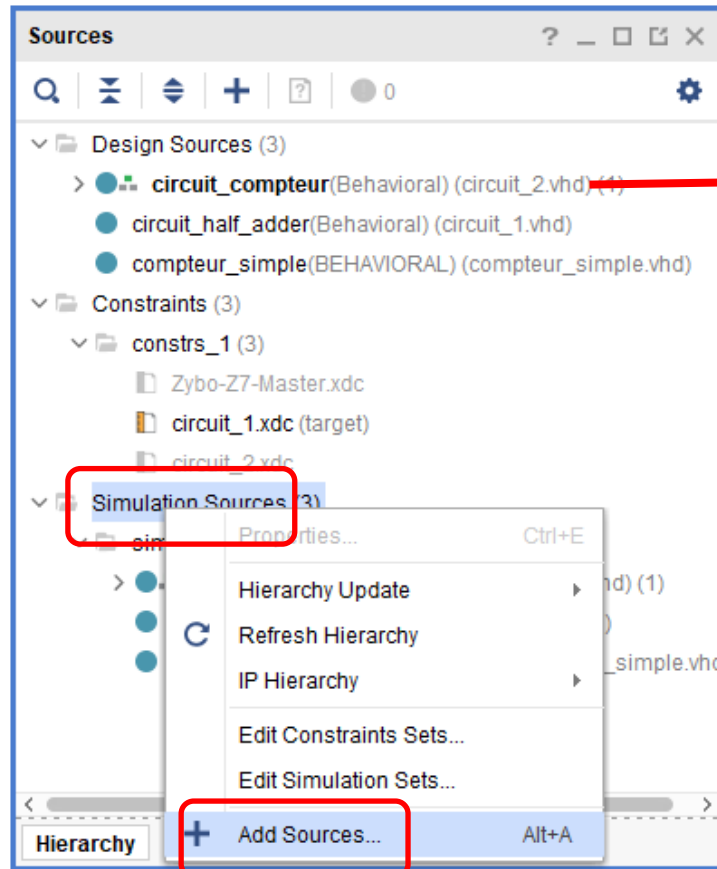 Sources
0
Design Sources (3)
circuit_compteur(Behavioral) (circuit_2.vhd) (1)
circuit_half_adder(Behavioral) (circuit_1.vhd)
compteur_simple(BEHAVIORAL) (compteur_simple.vhd)
Constraints (3)
constrs_1 (3)
Zybo-Z7-Master.xdc
circuit_1.xdc (target)
circuit_2.xdc
Simulation Sources (3)
sim
Properties... Ctrl+E
Hierarchy Update hd) (1)
Refresh Hierarchy )
IP Hierarchy _simple.vhd
Edit Constraints Sets...
Edit Simulation Sets...
Add Sources... Alt+A
Hierarchy